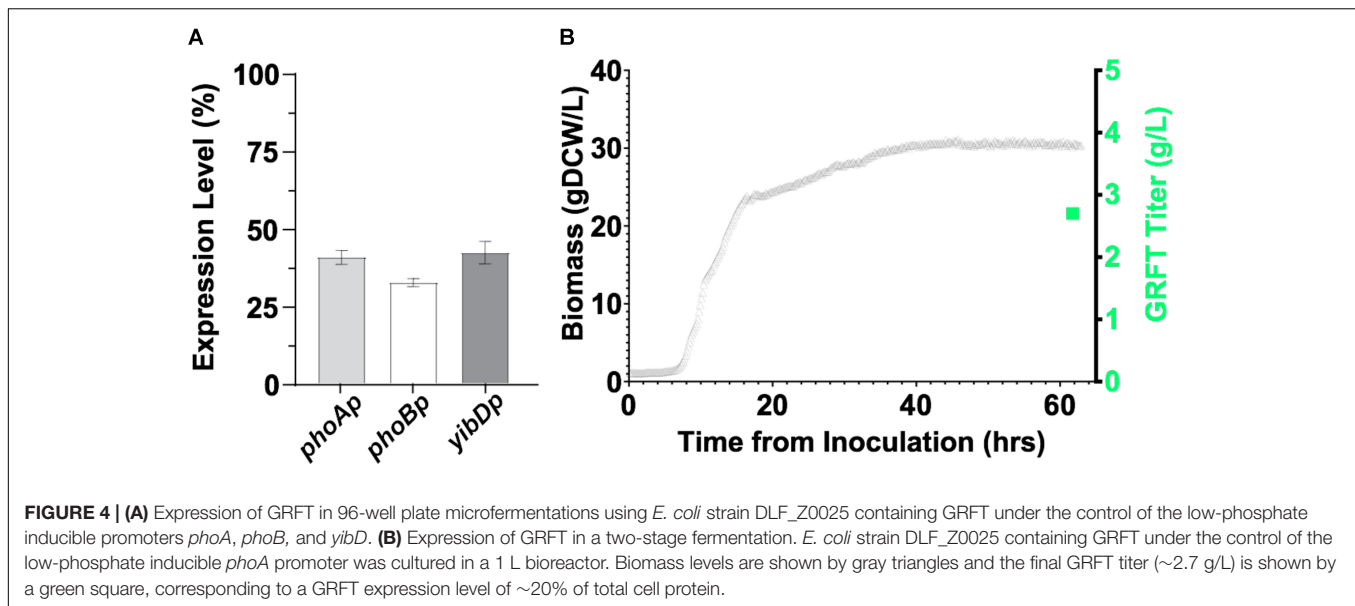 A
100
75
50
25
0
Expression Level (%)
phoAp
phoBp
yibDp
B
40
30
20
10
0
Biomass (gDCW/L)
0
20
40
60
Time from Inoculation (hrs)
5
4
3
2
1
0
GRFT Titer (g/L)
FIGURE 4 | (A) Expression of GRFT in 96-well plate microfermentations using E. coli strain DLF_Z0025 containing GRFT under the control of the low-phosphate
inducible promoters phoA, phoB, and yibD. (B) Expression of GRFT in a two-stage fermentation. E. coli strain DLF_Z0025 containing GRFT under the control of the
low-phosphate inducible phoA promoter was cultured in a 1 L bioreactor. Biomass levels are shown by gray triangles and the final GRFT titer (~2.7 g/L) is shown by
a green square, corresponding to a GRFT expression level of ~20% of total cell protein.